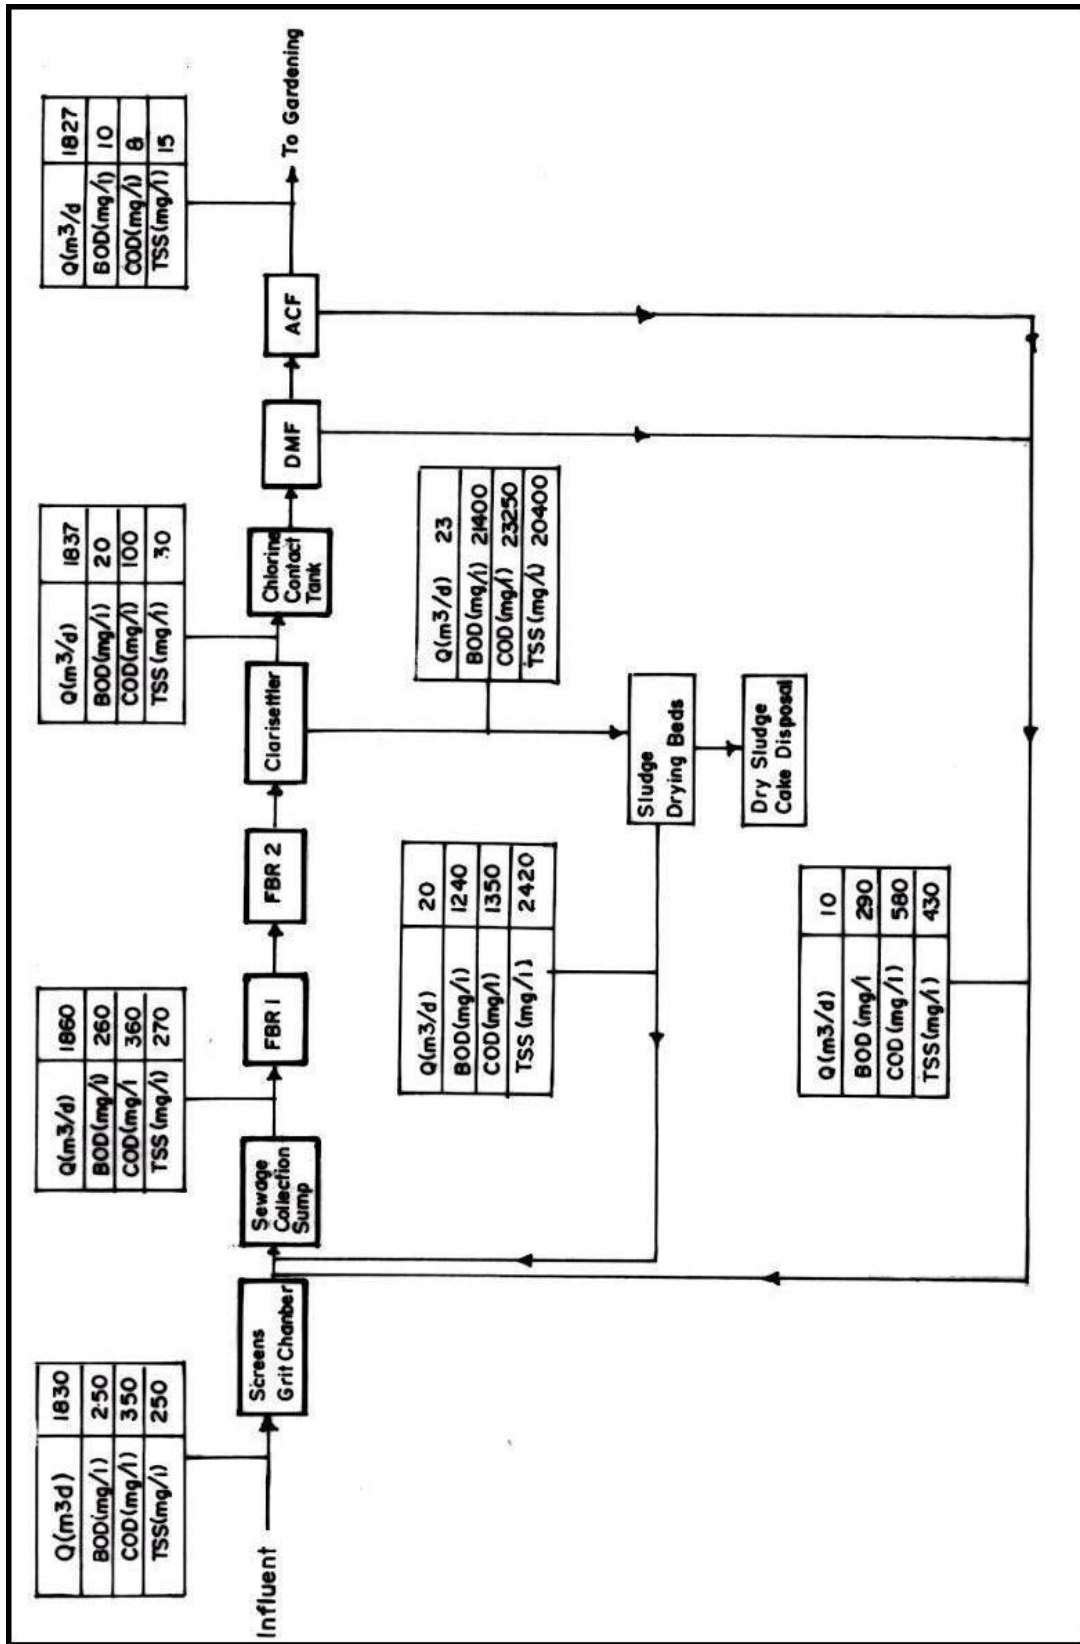 Influent
Q(m3d) 1830
BOD(mg/l) 250
COD(mg/l) 350
TSS(mg/l) 250
Screens
Grit Chanber
Sewage
Collection
Sump
Q(m3/d) 1860
BOD(mg/l) 260
COD(mg/l 360
TSS(mg/l) 270
FBR 1
FBR 2
Clarisettler
Q(m3/d) 1837
BOD(mg/l) 20
COD(mg/l) 100
TSS(mg/l) 30
Chlorine
Contact
Tank
DMF
ACF
Q(m3/d 1827
BOD(mg/l) 10
COD(mg/l) 8
TSS(mg/l) 15
To Gardening
Q(m3/d) 23
BOD(mg/l) 21400
COD(mg/l) 23250
TSS(mg/l) 20400
Sludge
Drying Beds
Dry Sludge
Cake Disposal
Q(m3/d) 20
BOD(mg/l) 1240
COD(mg/l) 1350
TSS(mg/l) 2420
Q(m3/d) 10
BOD(mg/l 290
COD(mg/l) 580
TSS(mg/l) 430